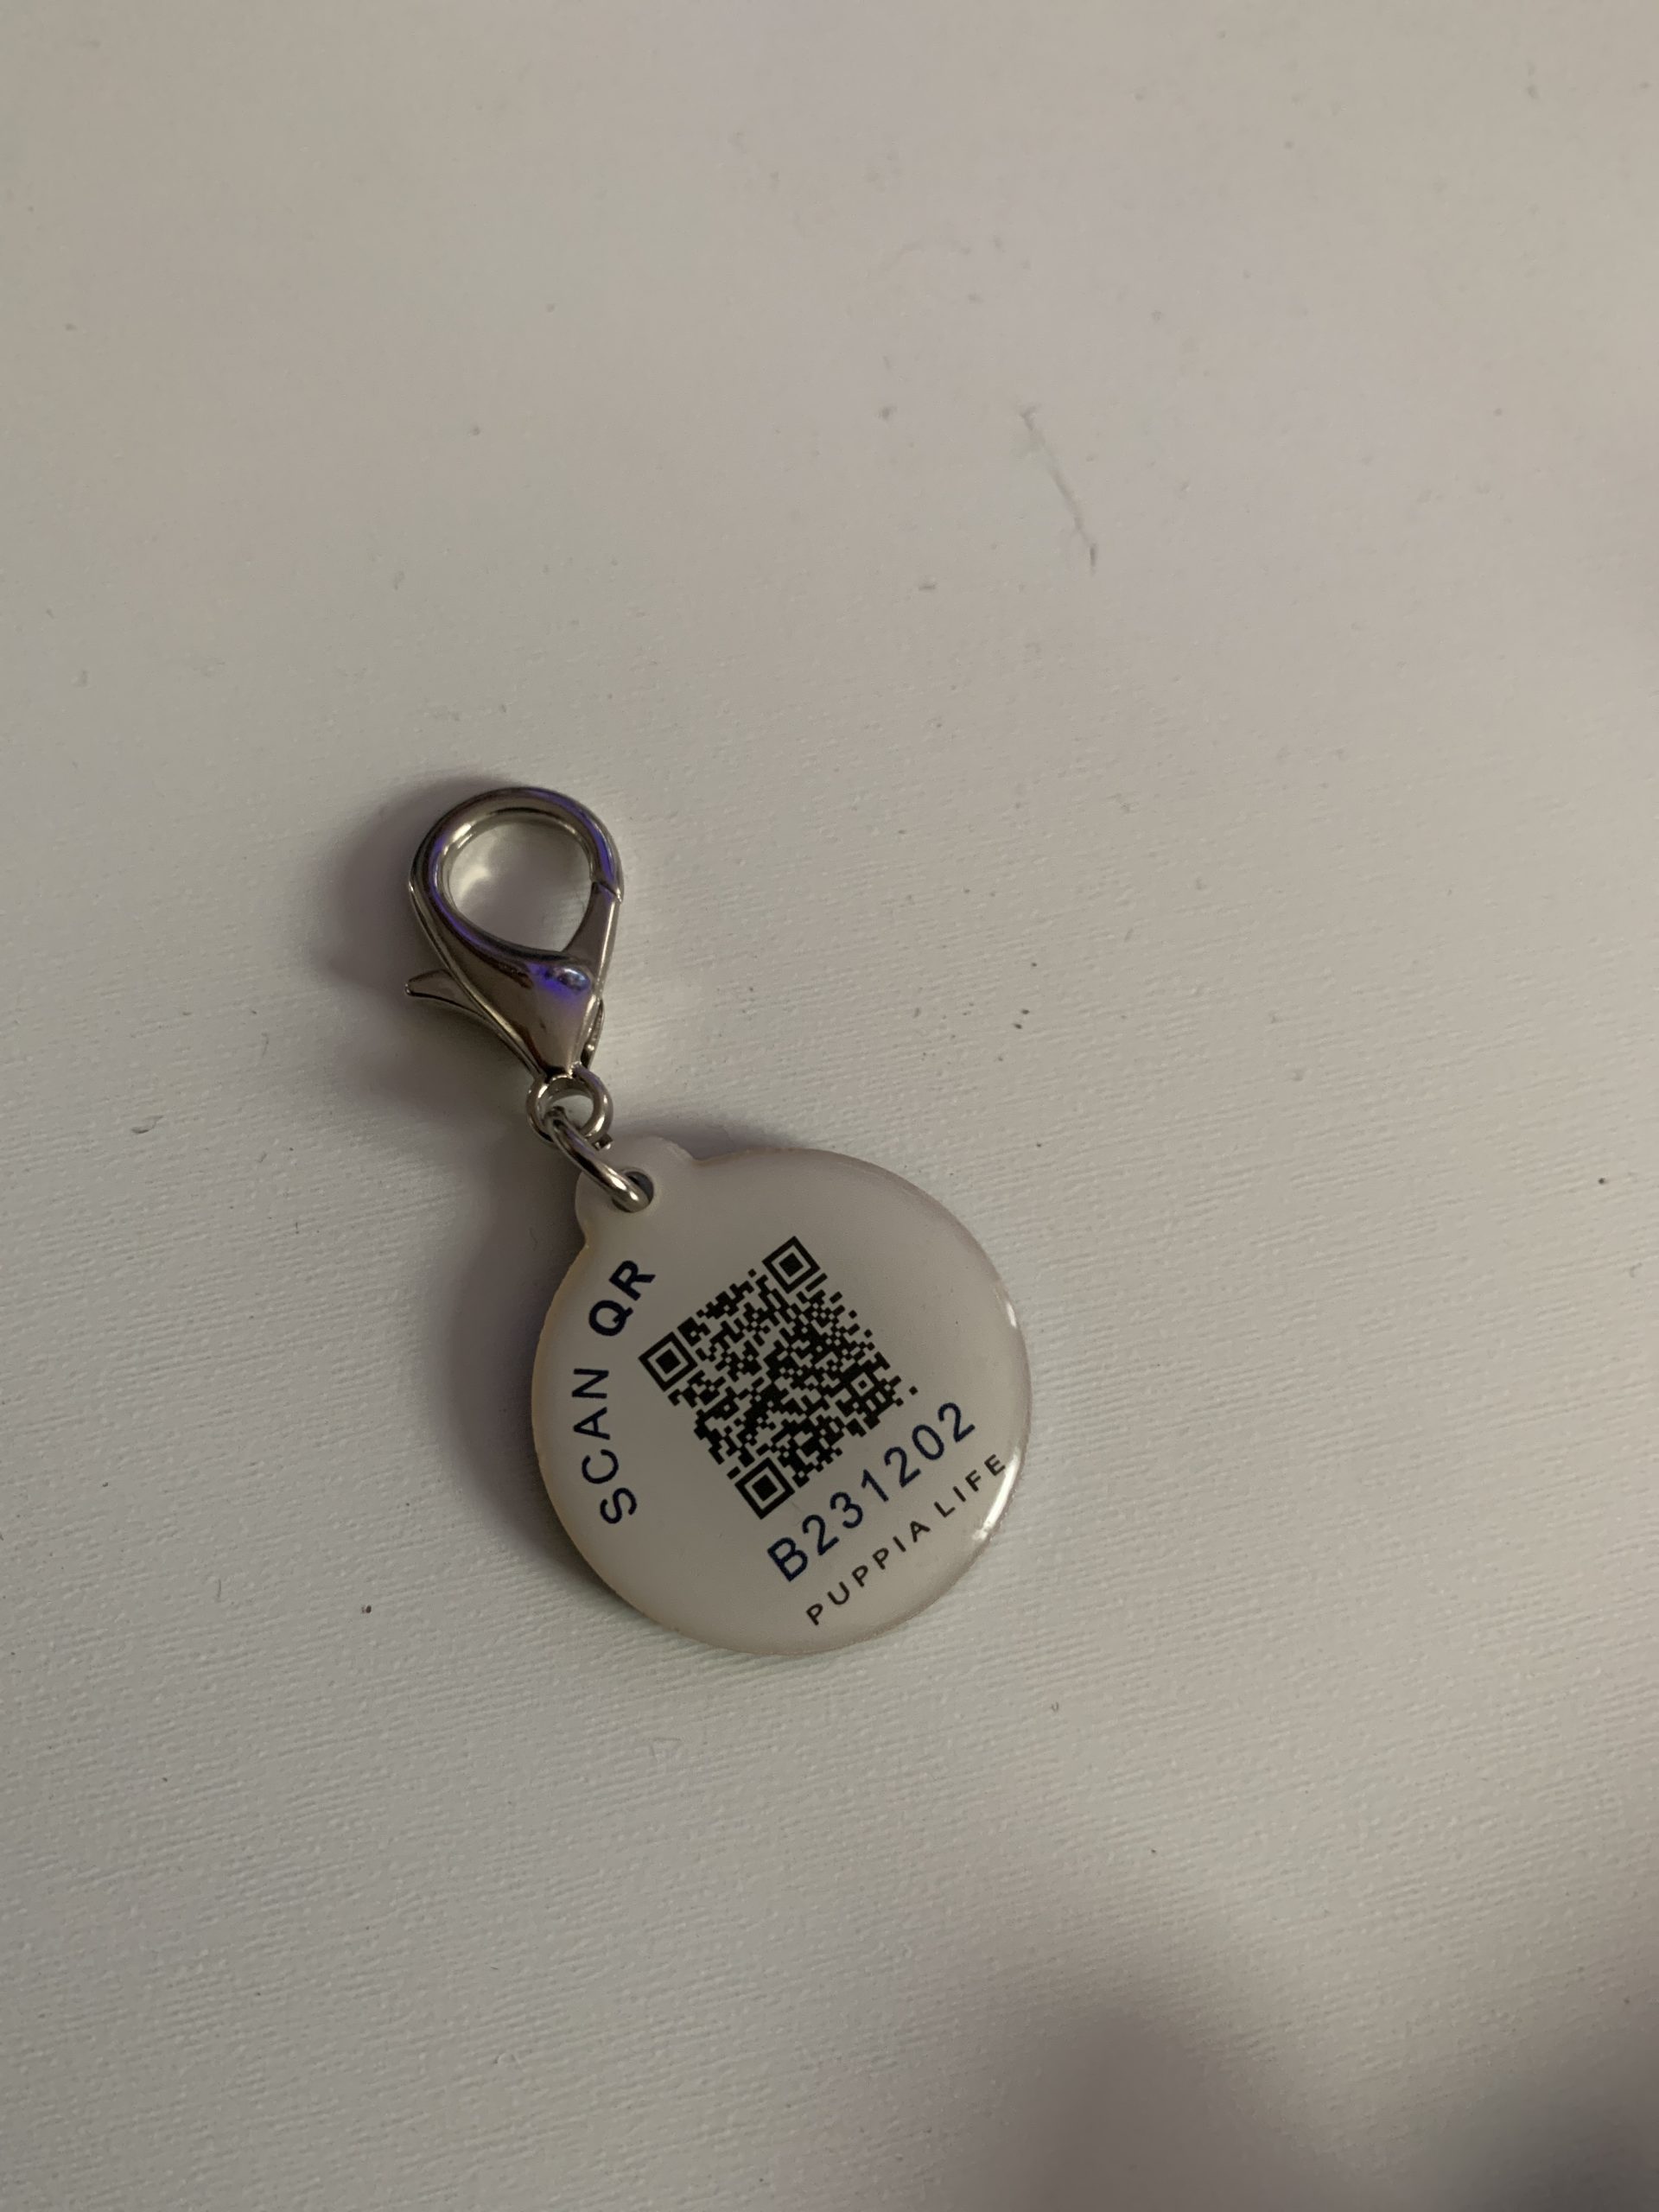 SCAN QR
B231202
PUPPIA LIFE